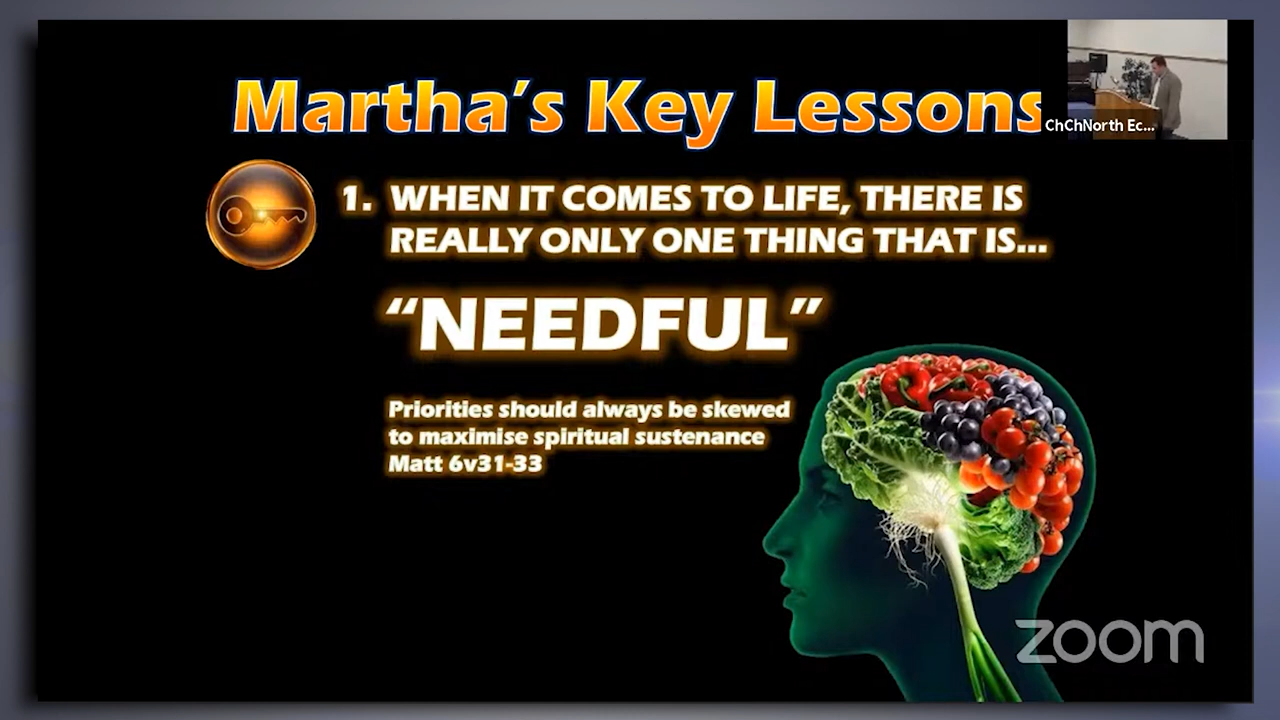 Martha's Key Lessons
ChChNorth Ec...
1. WHEN IT COMES TO LIFE, THERE IS
REALLY ONLY ONE THING THAT IS...
“NEEDFUL”
Priorities should always be skewed
to maximise spiritual sustenance
Matt 6v31-33
zoom